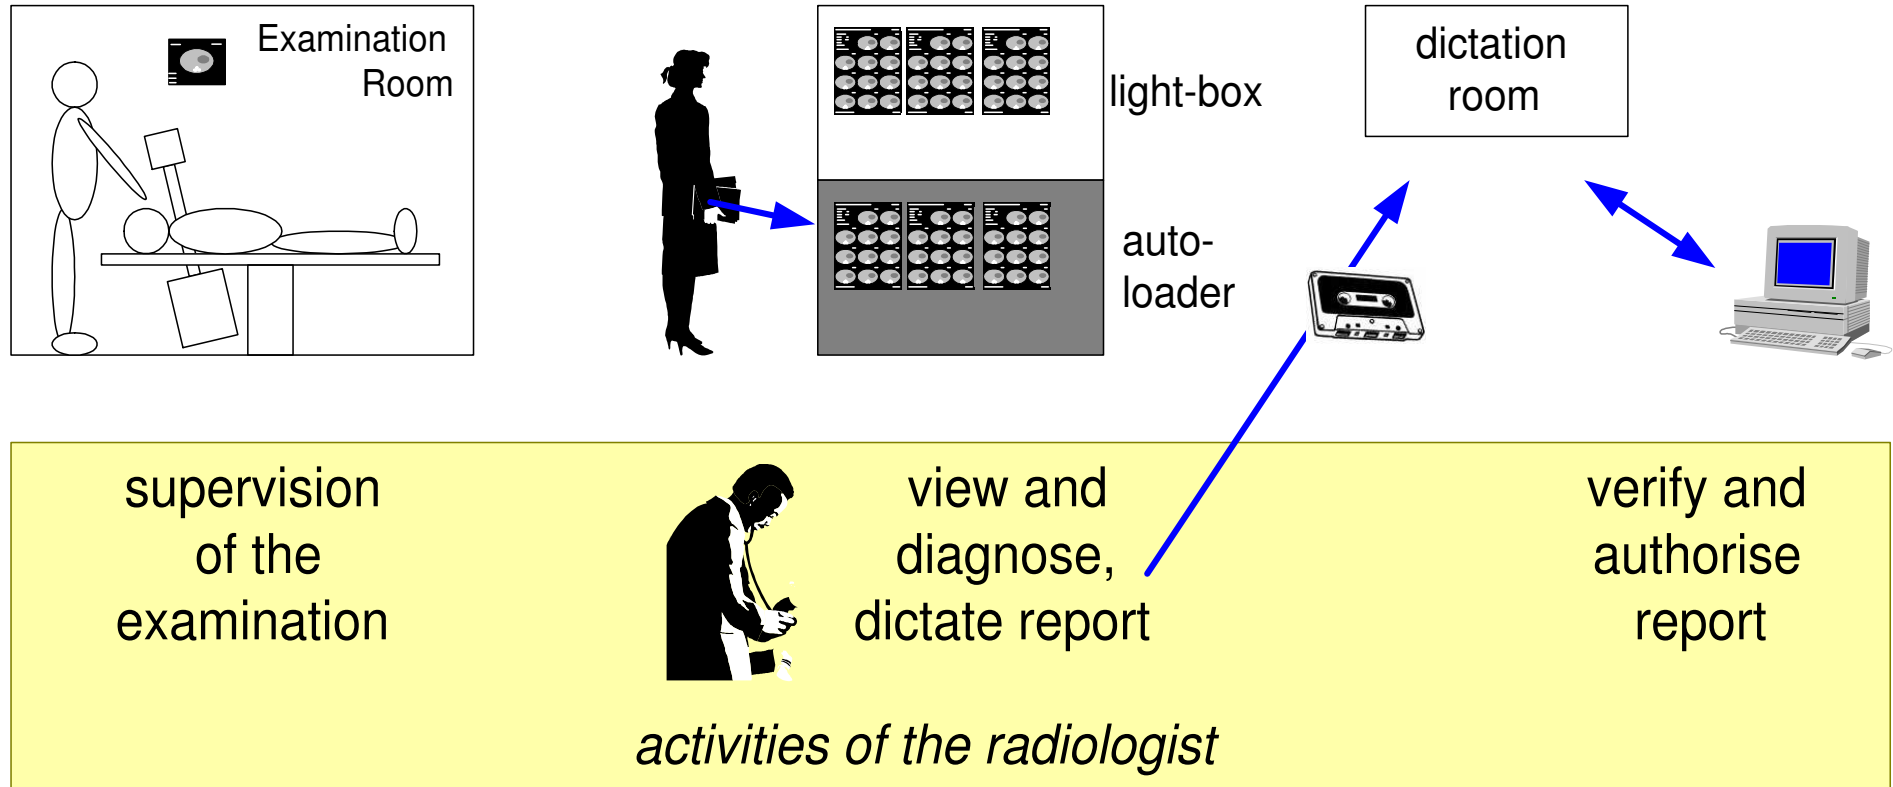 Examination
Room
light-box
auto-
loader
dictation
room
supervision
of the
examination
view and
diagnose,
dictate report
verify and
authorise
report
activities of the radiologist